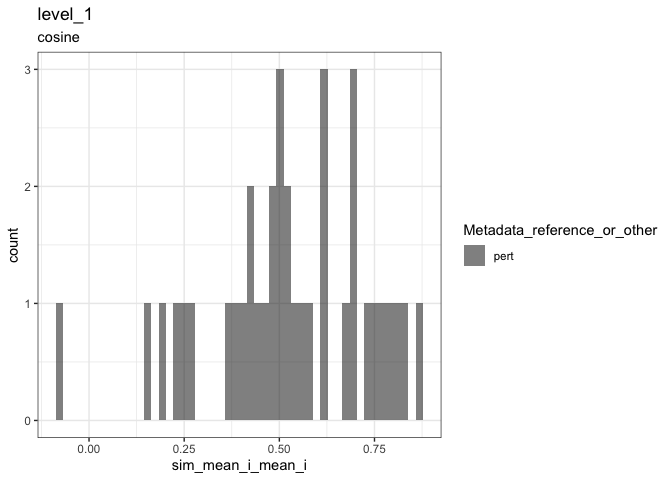 level_1
cosine
3
2
1
0
count
0.00
0.25
0.50
0.75
sim_mean_i_mean_i
Metadata_reference_or_other
pert